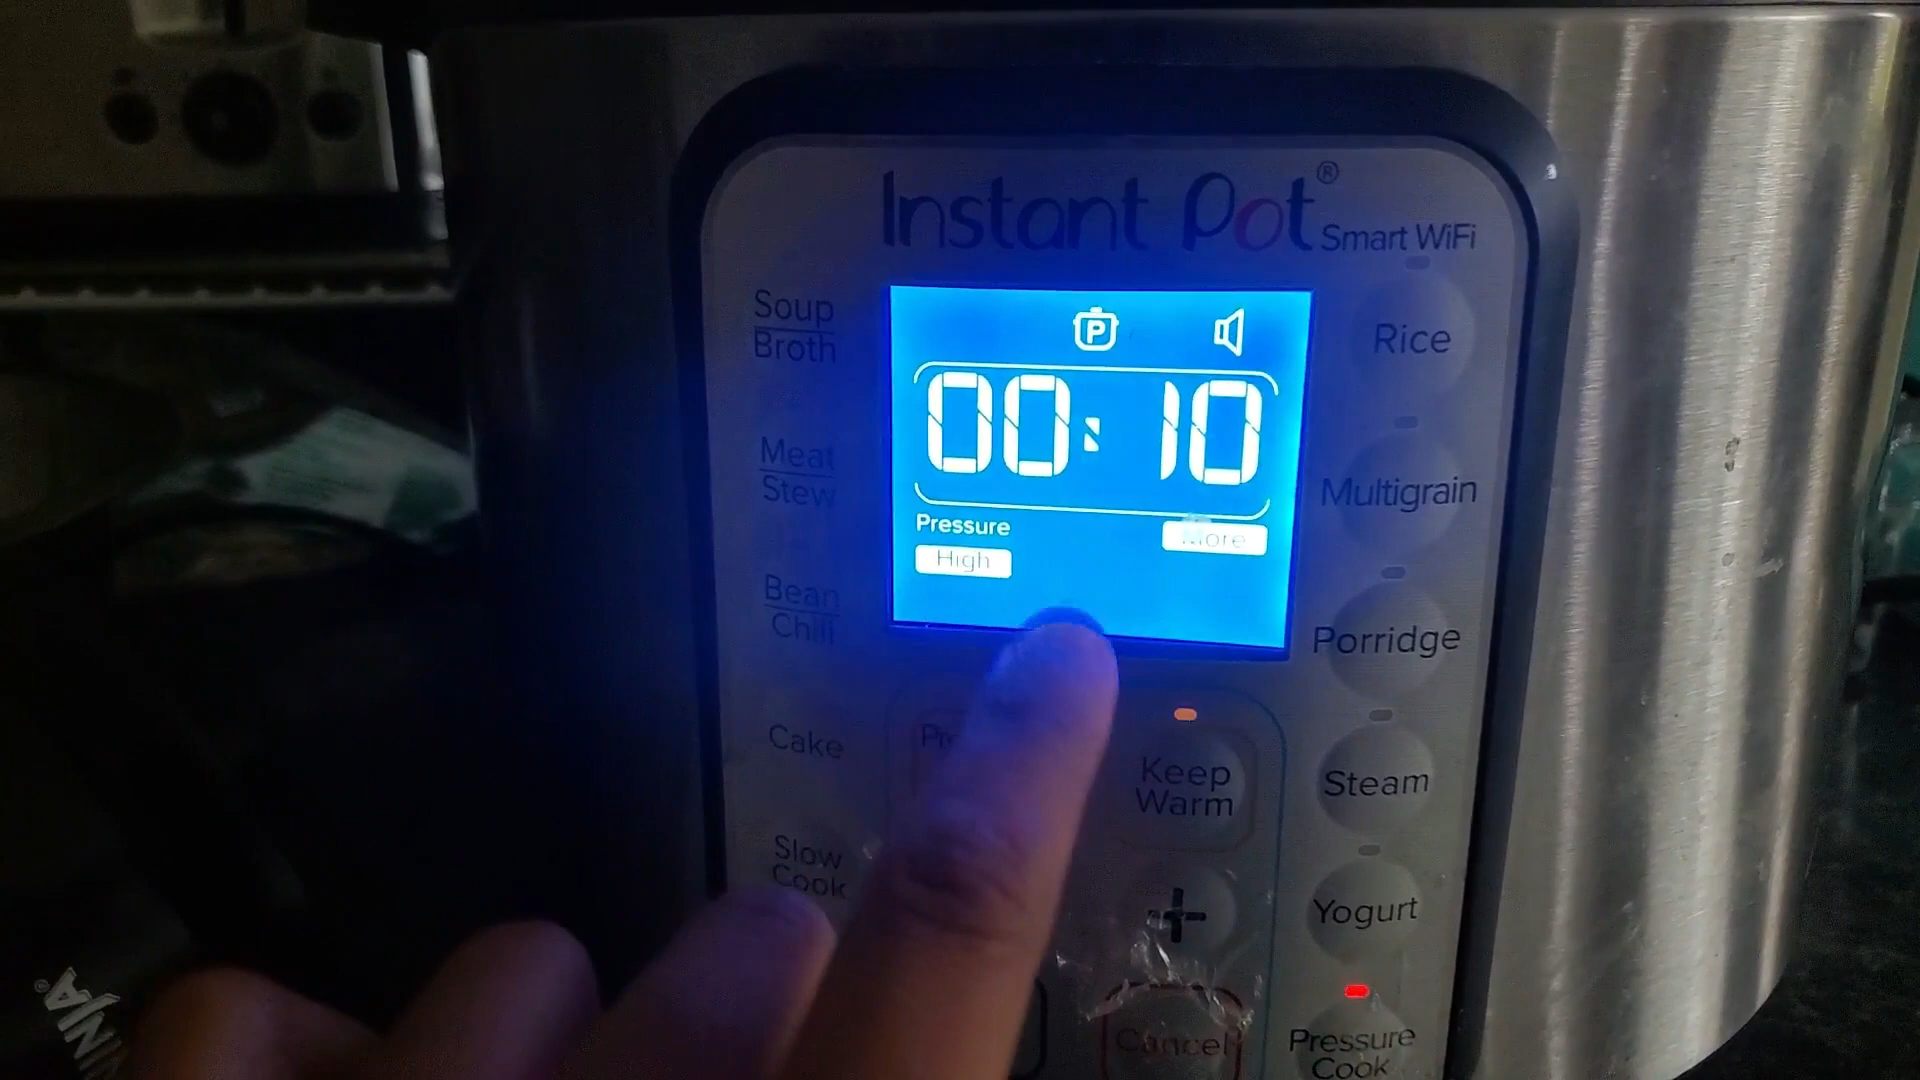 Instant Pot®
Smart WiFi
Soup
Broth
Rice
P
00:10
Meat
Stew
Multigrain
Pressure
High
More
Bean
Chili
Porridge
Cake
Keep
Warm
Steam
Slow
Cook
+
Yogurt
Cancel
Pressure
Cook
NINJA®